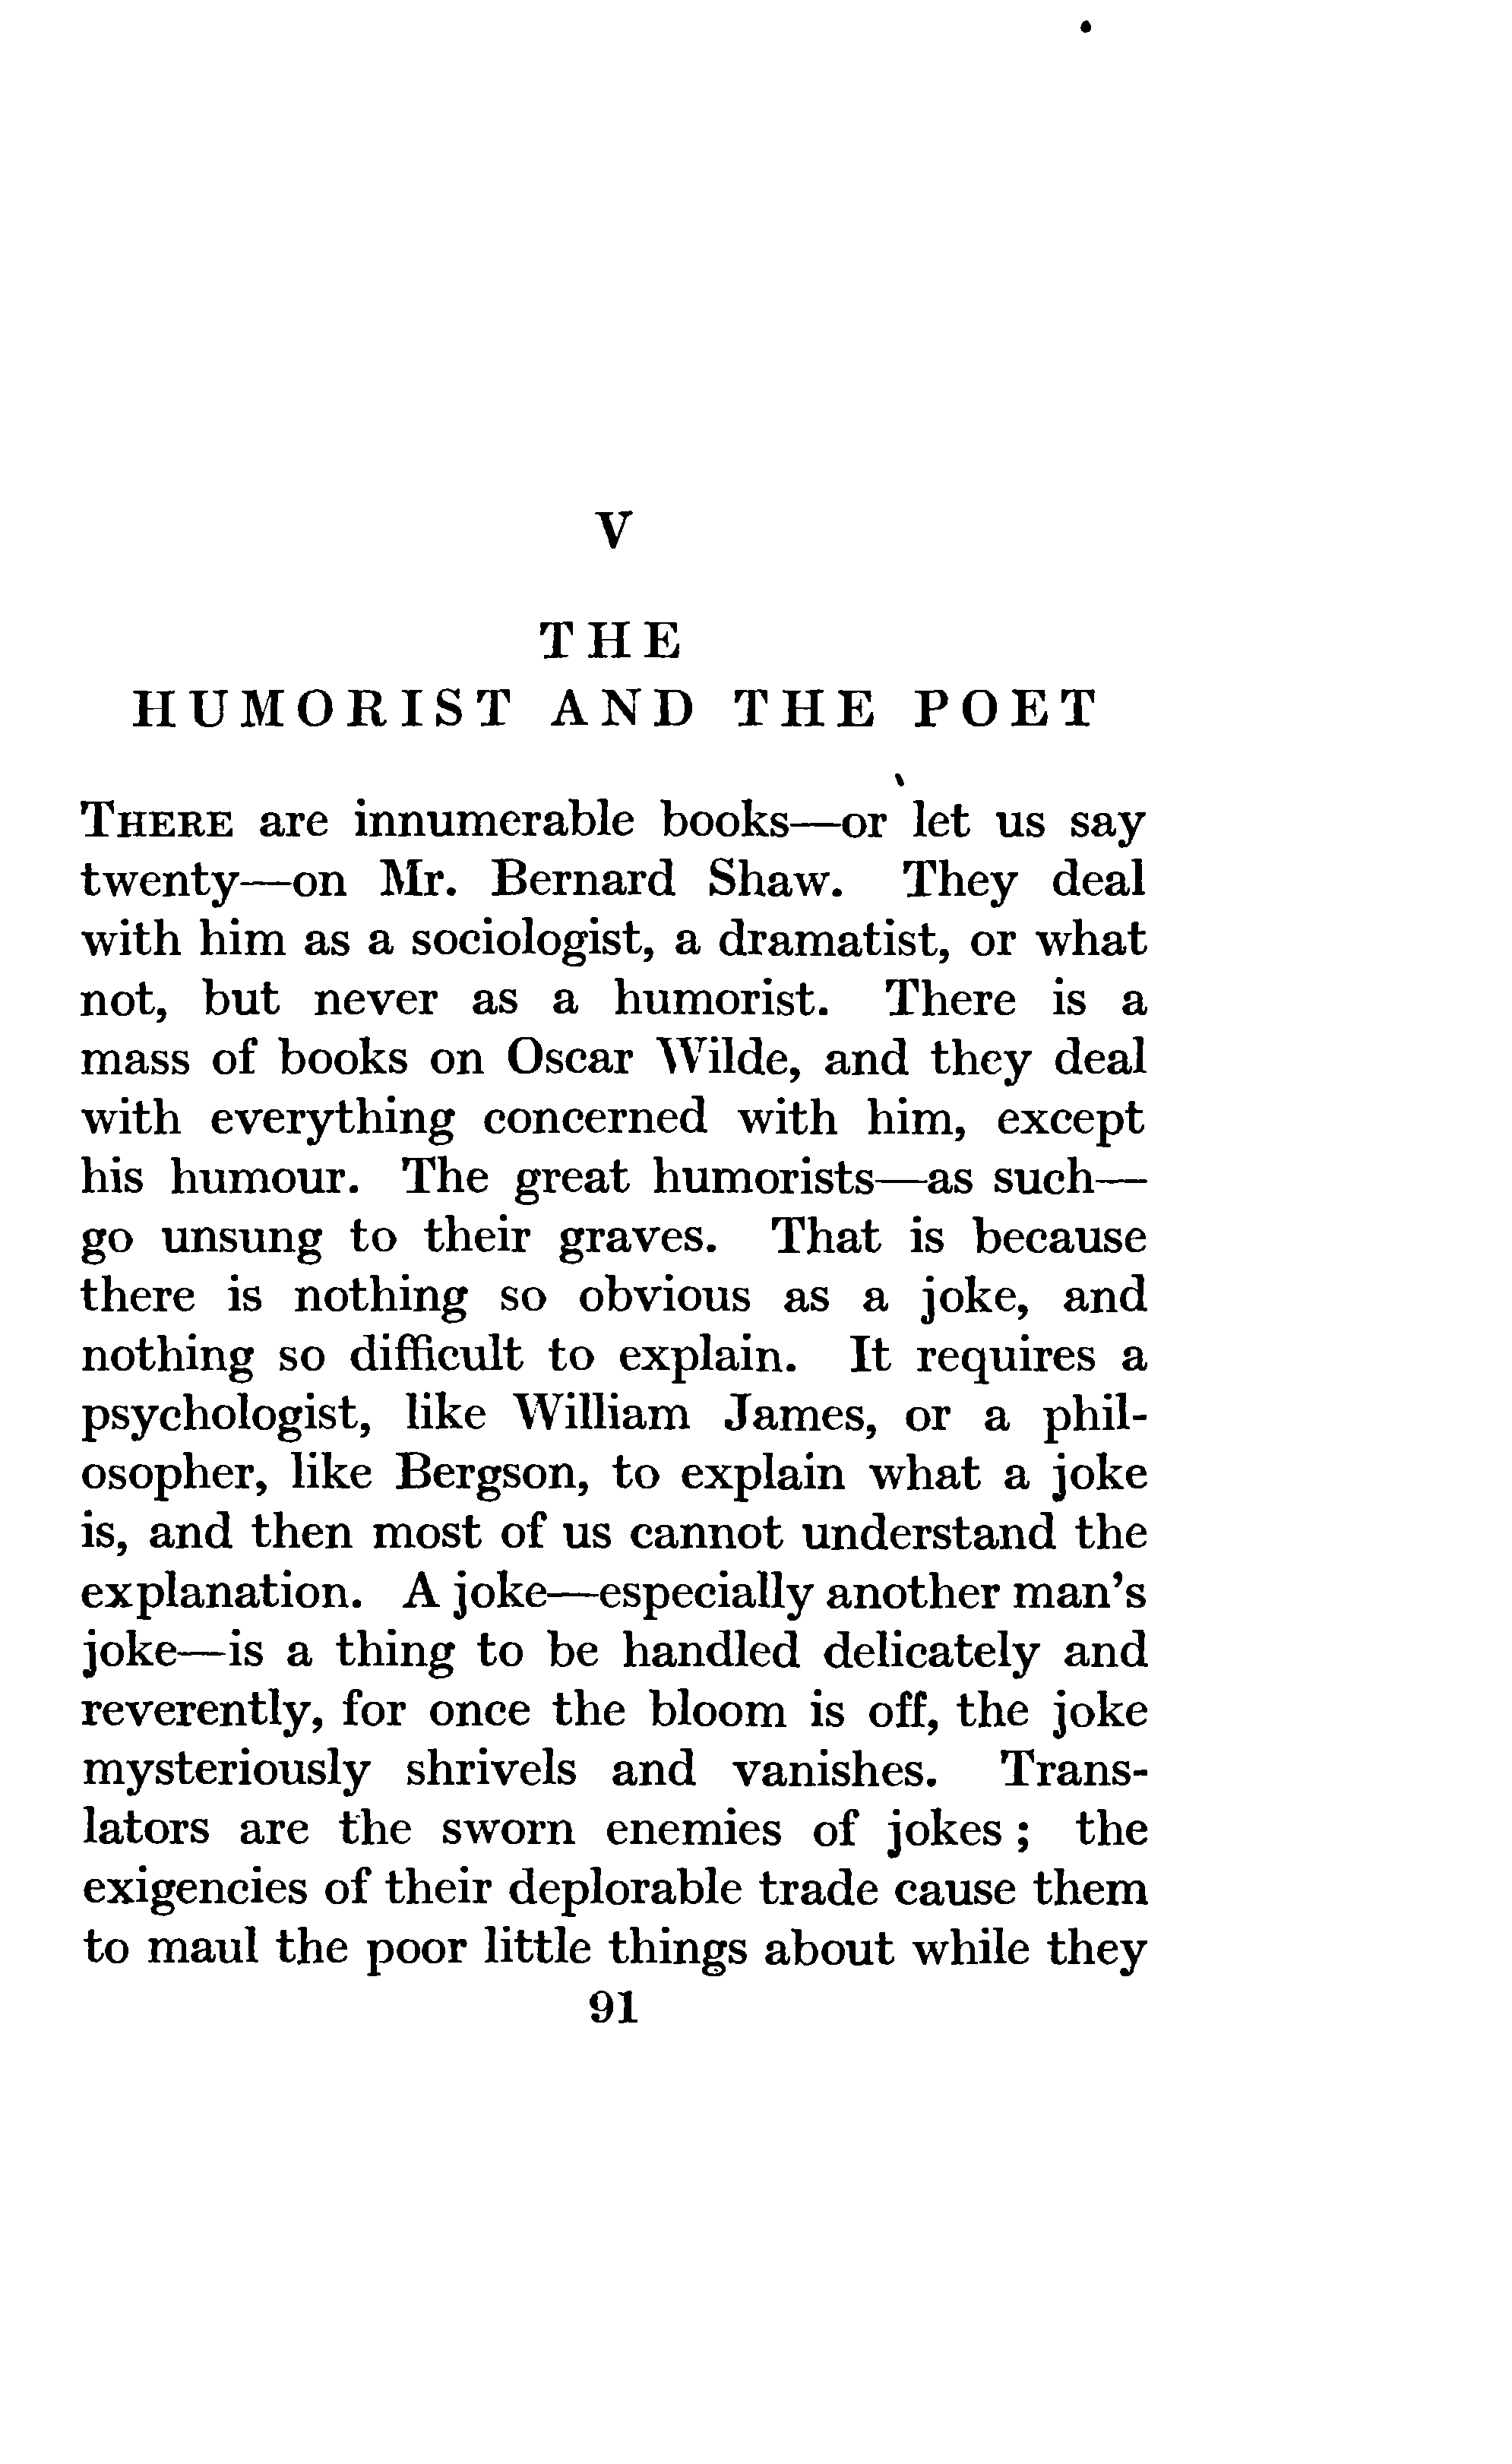 V
THE
HUMORIST AND THE POET
THERE are innumerable books—or let us say
twenty—on Mr. Bernard Shaw. They deal
with him as a sociologist, a dramatist, or what
not, but never as a humorist. There is a
mass of books on Oscar Wilde, and they deal
with everything concerned with him, except
his humour. The great humorists—as such—
go unsung to their graves. That is because
there is nothing so obvious as a joke, and
nothing so difficult to explain. It requires a
psychologist, like William James, or a phil-
osopher, like Bergson, to explain what a joke
is, and then most of us cannot understand the
explanation. A joke—especially another man's
joke—is a thing to be handled delicately and
reverently, for once the bloom is off, the joke
mysteriously shrivels and vanishes. Trans-
lators are the sworn enemies of jokes ; the
exigencies of their deplorable trade cause them
to maul the poor little things about while they
91